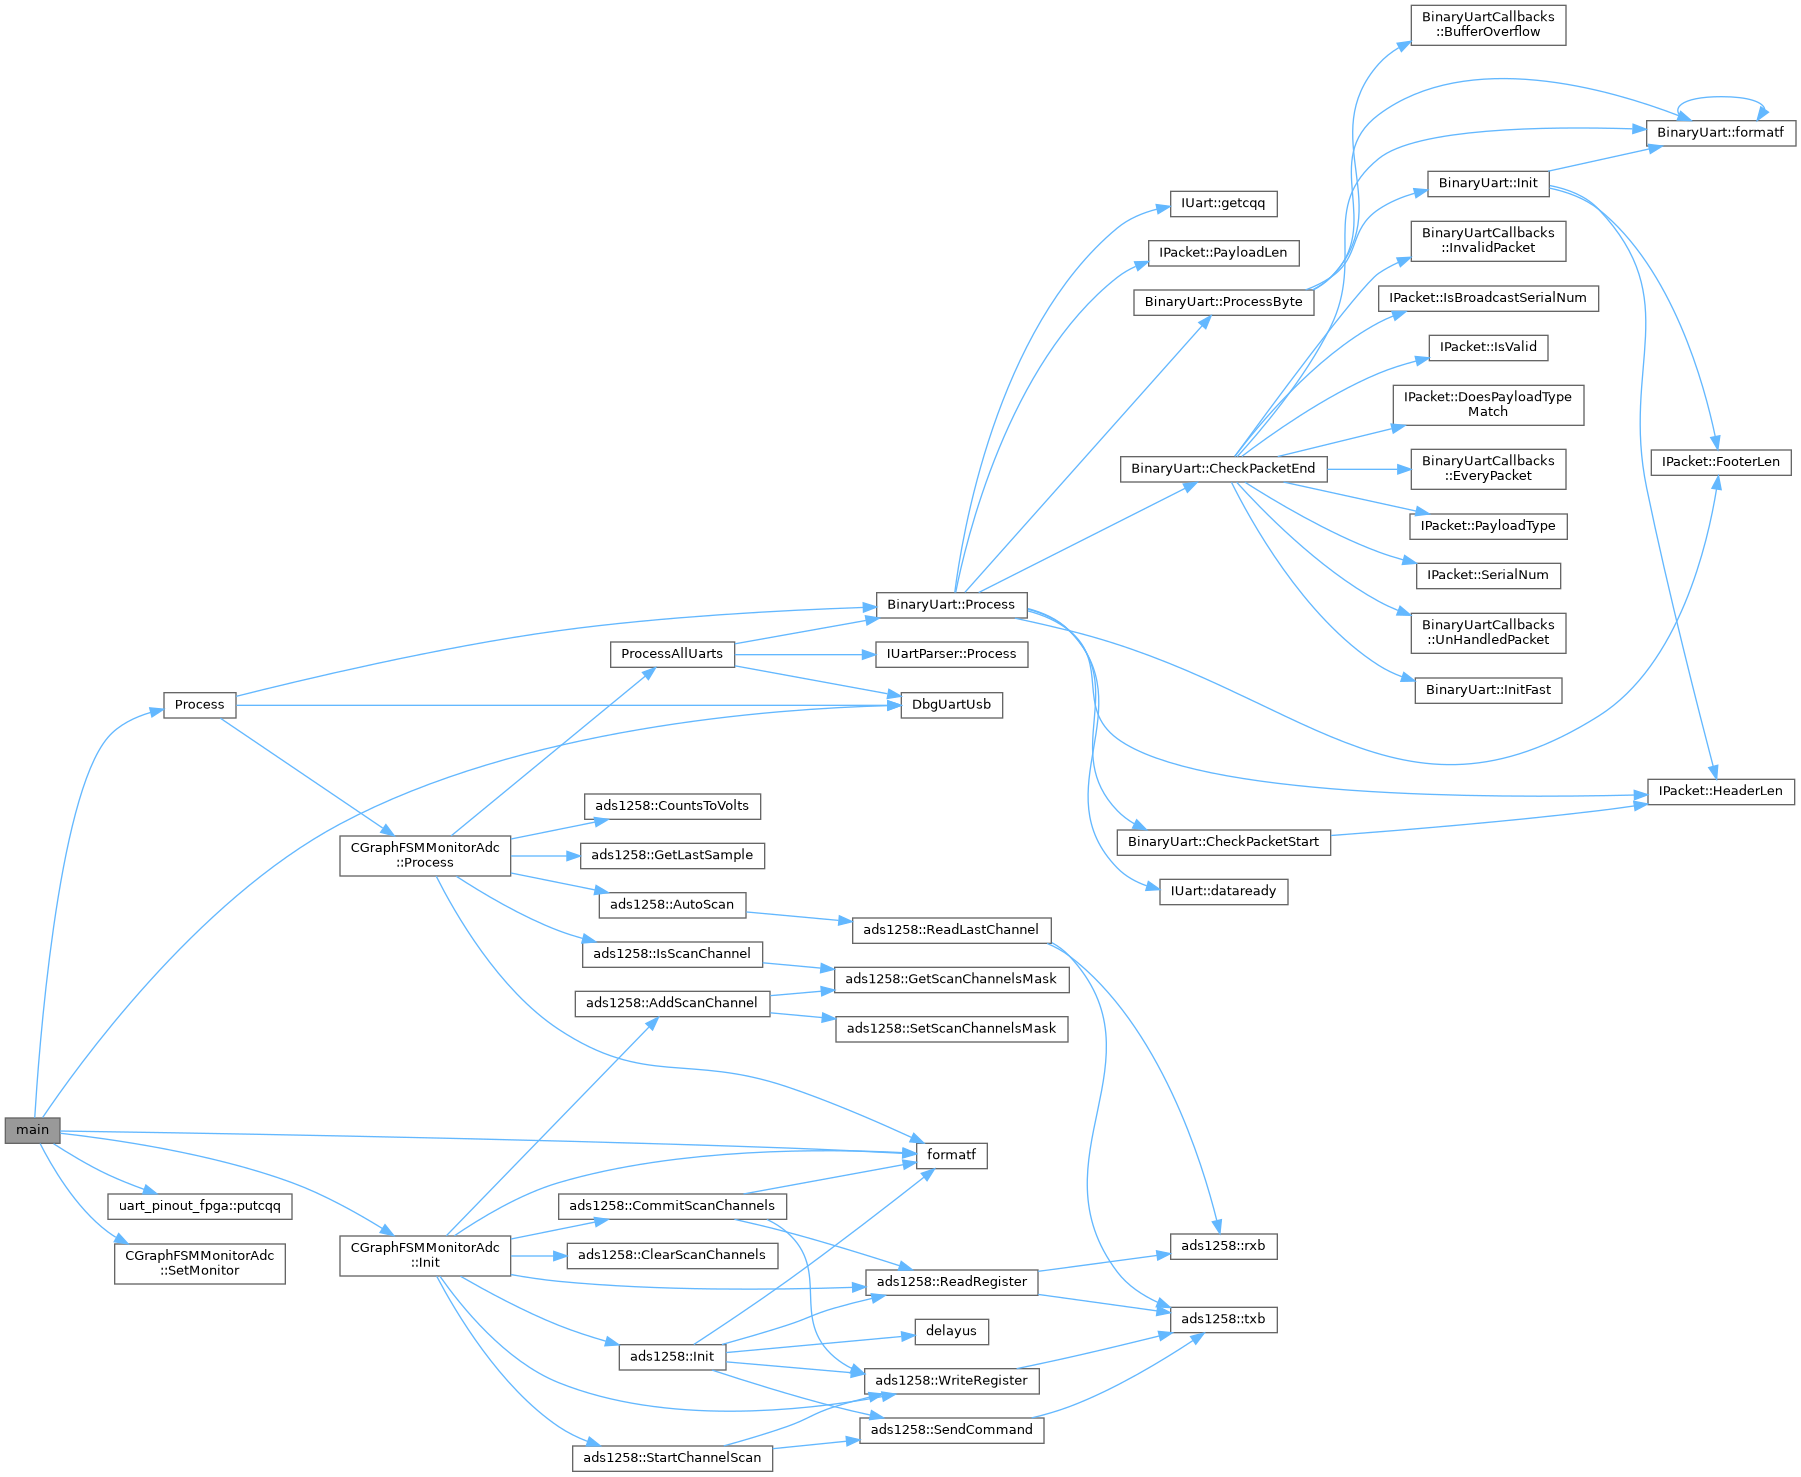 BinaryUartCallbacks
::BufferOverflow
BinaryUart::formatf
BinaryUart::Init
IUart::getcqq
BinaryUartCallbacks
::InvalidPacket
IPacket::PayloadLen
BinaryUart::ProcessByte
IPacket::IsBroadcastSerialNum
IPacket::IsValid
IPacket::DoesPayloadType
Match
BinaryUart::CheckPacketEnd
BinaryUartCallbacks
::EveryPacket
IPacket::FooterLen
IPacket::PayloadType
IPacket::SerialNum
BinaryUart::Process
BinaryUartCallbacks
::UnHandledPacket
ProcessAllUarts
IUartParser::Process
BinaryUart::InitFast
Process
DbgUartUsb
IPacket::HeaderLen
ads1258::CountsToVolts
BinaryUart::CheckPacketStart
CGraphFSMMonitorAdc
::Process
ads1258::GetLastSample
IUart::dataready
ads1258::AutoScan
ads1258::ReadLastChannel
ads1258::IsScanChannel
ads1258::GetScanChannelsMask
ads1258::AddScanChannel
ads1258::SetScanChannelsMask
main
formatf
uart_pinout_fpga::putcqq
ads1258::CommitScanChannels
CGraphFSMMonitorAdc
::SetMonitor
CGraphFSMMonitorAdc
::Init
ads1258::ClearScanChannels
ads1258::rxb
ads1258::ReadRegister
ads1258::txb
delayus
ads1258::Init
ads1258::WriteRegister
ads1258::SendCommand
ads1258::StartChannelScan